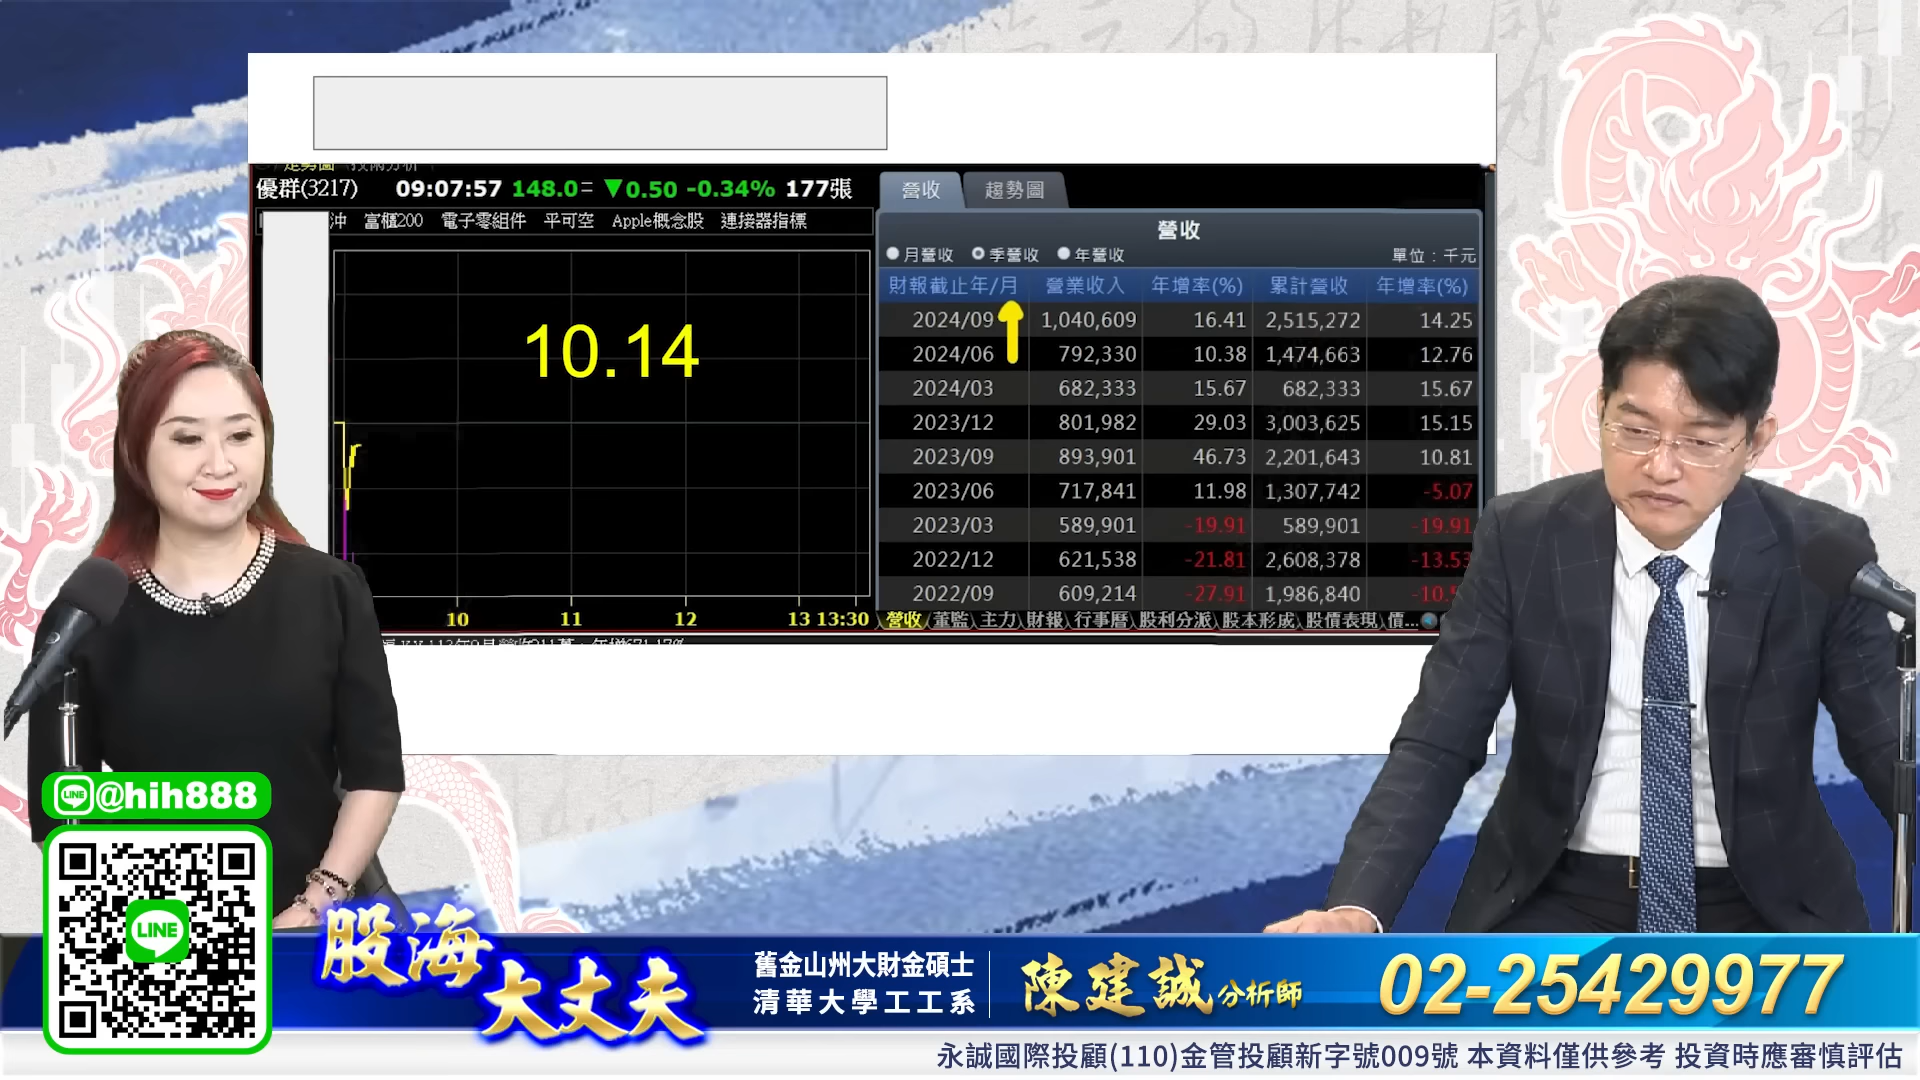 走勢圖 技術分析
優群(3217) 09:07:57 148.0 ▼0.50 -0.34% 177張
沖 富櫃200 電子零組件 平可空 Apple概念股 連接器指標
10.14
10 11 12 13 13:30
營收 趨勢圖
營收
月營收 季營收 年營收 單位：千元
財報截止年/月 營業收入 年增率(%) 累計營收 年增率(%)
2024/09 1,040,609 16.41 2,515,272 14.25
2024/06 792,330 10.38 1,474,663 12.76
2024/03 682,333 15.67 682,333 15.67
2023/12 801,982 29.03 3,003,625 15.15
2023/09 893,901 46.73 2,201,643 10.81
2023/06 717,841 11.98 1,307,742 -5.07
2023/03 589,901 -19.91 589,901 -19.91
2022/12 621,538 -21.81 2,608,378 -13.53
2022/09 609,214 -27.91 1,986,840
營收 董監 主力 財報 行事曆 股利分派 股本形成 股價表現 債...
LINE @hih888
LINE
股海大丈夫
舊金山州大財金碩士
清華大學工工系
陳建誠 分析師
02-25429977
永誠國際投顧(110)金管投顧新字號009號 本資料僅供參考 投資時應審慎評估